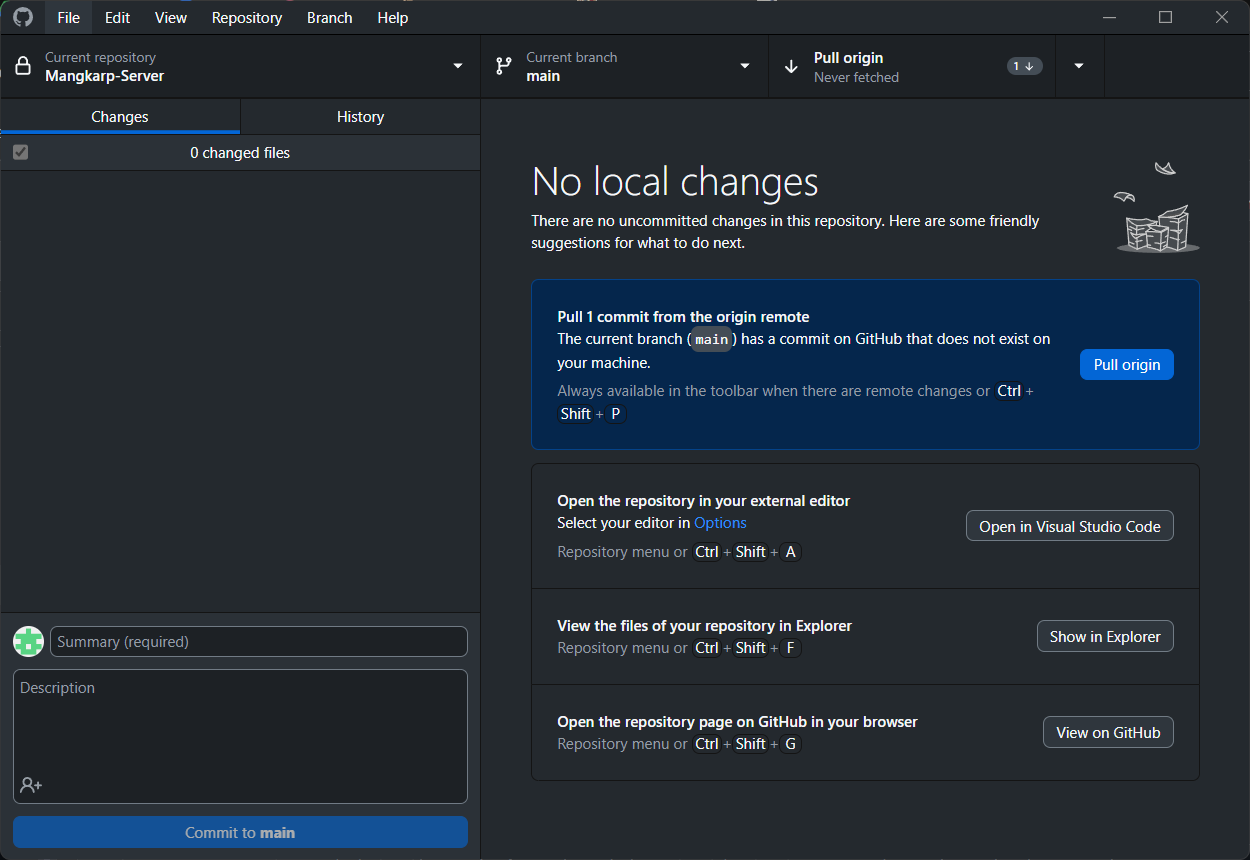 File Edit View Repository Branch Help
Current repository
Mangkarp-Server
Current branch
main
Pull origin
Never fetched
1
Changes History
0 changed files
No local changes
There are no uncommitted changes in this repository. Here are some friendly
suggestions for what to do next.
Pull 1 commit from the origin remote
The current branch (main) has a commit on GitHub that does not exist on
your machine.
Always available in the toolbar when there are remote changes or Ctrl +
Shift + P
Pull origin
Open the repository in your external editor
Select your editor in Options
Repository menu or Ctrl + Shift + A
Open in Visual Studio Code
View the files of your repository in Explorer
Repository menu or Ctrl + Shift + F
Show in Explorer
Open the repository page on GitHub in your browser
Repository menu or Ctrl + Shift + G
View on GitHub
Summary (required)
Description
Commit to main